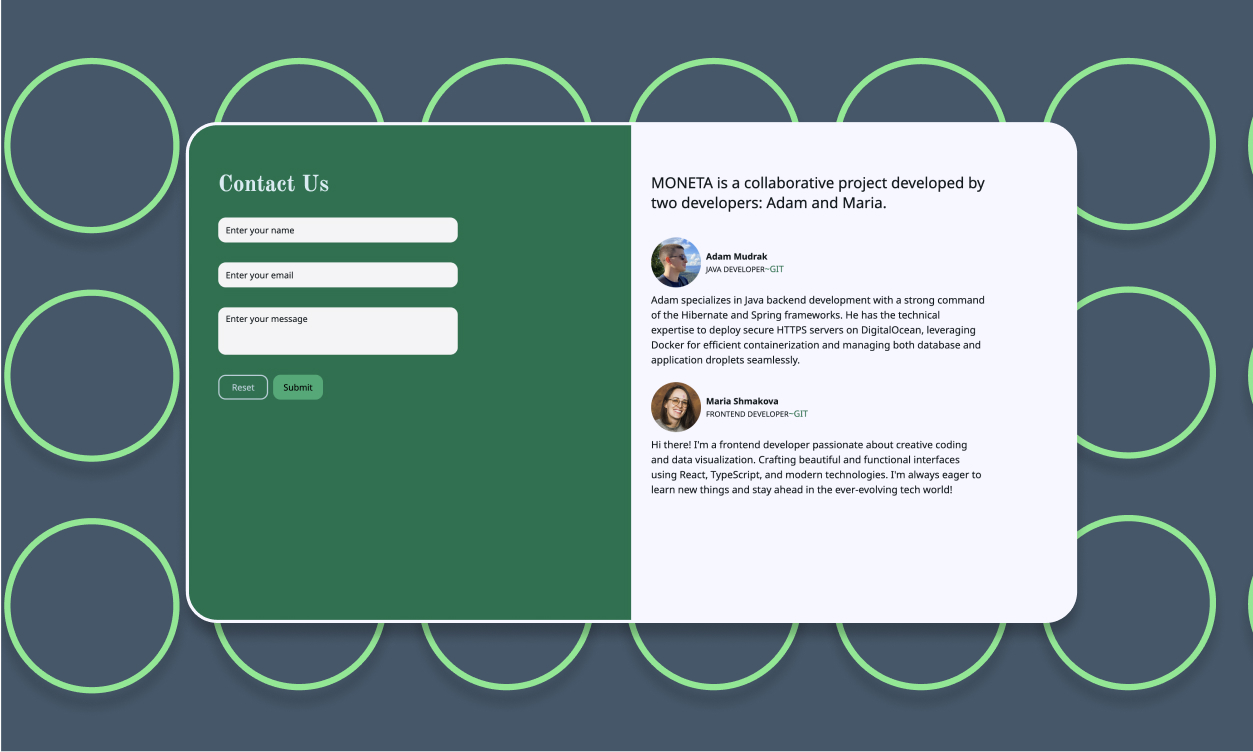 Contact Us
Enter your name
Enter your email
Enter your message
Reset
Submit
MONETA is a collaborative project developed by
two developers: Adam and Maria.
Adam Mudrak
JAVA DEVELOPER~GIT
Adam specializes in Java backend development with a strong command
of the Hibernate and Spring frameworks. He has the technical
expertise to deploy secure HTTPS servers on DigitalOcean, leveraging
Docker for efficient containerization and managing both database and
application droplets seamlessly.
Maria Shmakova
FRONTEND DEVELOPER~GIT
Hi there! I'm a frontend developer passionate about creative coding
and data visualization. Crafting beautiful and functional interfaces
using React, TypeScript, and modern technologies. I'm always eager to
learn new things and stay ahead in the ever-evolving tech world!